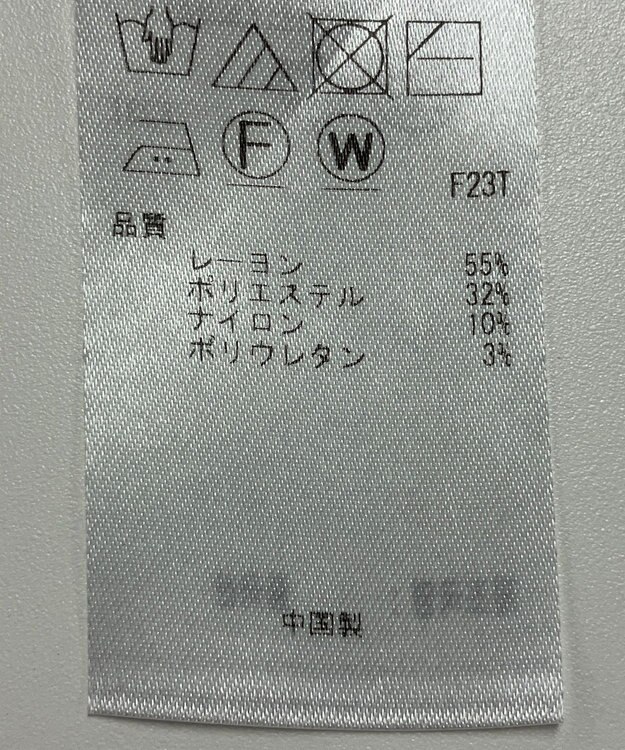 F
W
F23T
品質
レーヨン 55%
ポリエステル 32%
ナイロン 10%
ポリウレタン 3%
中国製